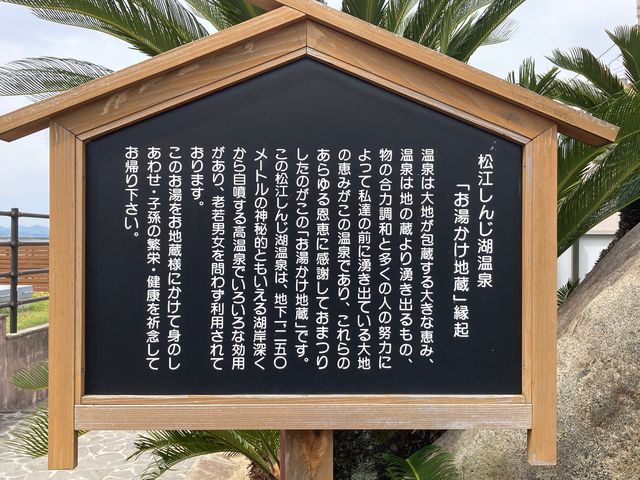 松江しんじ湖温泉
「お湯かけ地蔵」縁起
温泉は大地が包蔵する大きな恵み、
温泉は地の蔵より湧き出るもの、
物の合力調和と多くの人の努力に
よって私達の前に湧き出ている大地
の恵みがこの温泉であり、これらの
あらゆる恩恵に感謝しておまつり
したのがこの「お湯かけ地蔵」です。
この松江しんじ湖温泉は、地下一二五〇
メートルの神秘的ともいえる湖岸深く
から自噴する高温泉でいろいろな効用
があり、老若男女を問わず利用されて
おります。
このお湯をお地蔵様にかけて身のし
あわせ・子孫の繁栄・健康を祈念して
お帰り下さい。